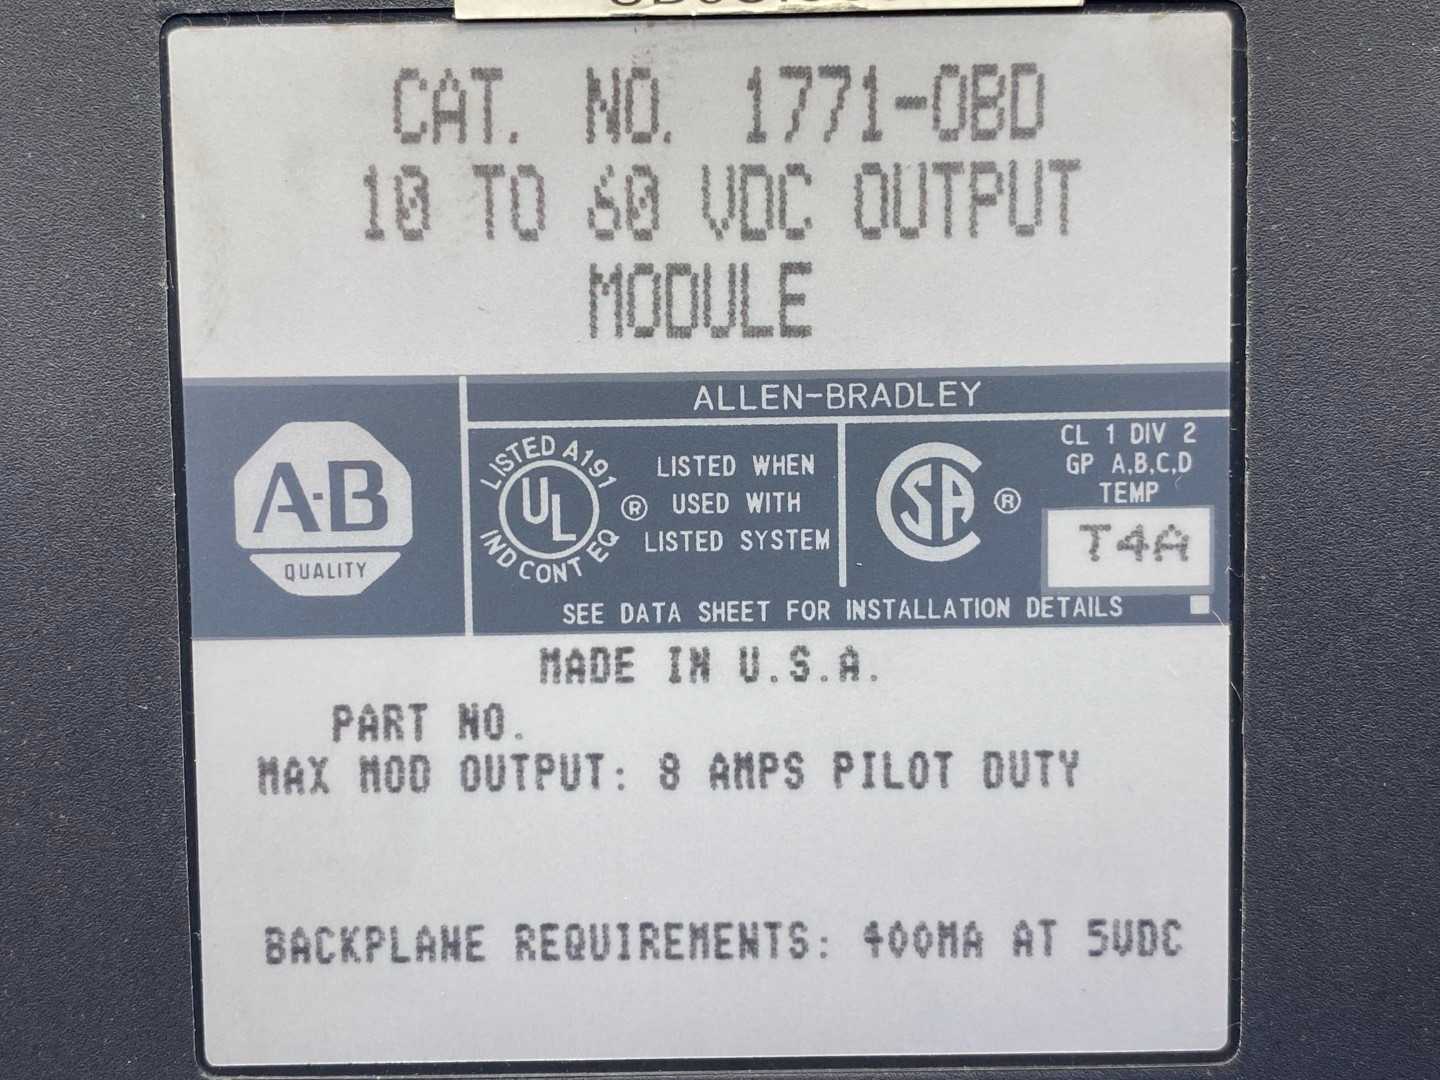 CAT. NO. 1771-OBD
10 TO 60 VDC OUTPUT
MODULE
ALLEN-BRADLEY
A-B
QUALITY
LISTED A191
UL
IND CONT EQ
®
LISTED WHEN
USED WITH
LISTED SYSTEM
SA
®
CL 1 DIV 2
GP A,B,C,D
TEMP
T4A
SEE DATA SHEET FOR INSTALLATION DETAILS
MADE IN U.S.A.
PART NO.
MAX MOD OUTPUT: 8 AMPS PILOT DUTY
BACKPLANE REQUIREMENTS: 400MA AT 5VDC